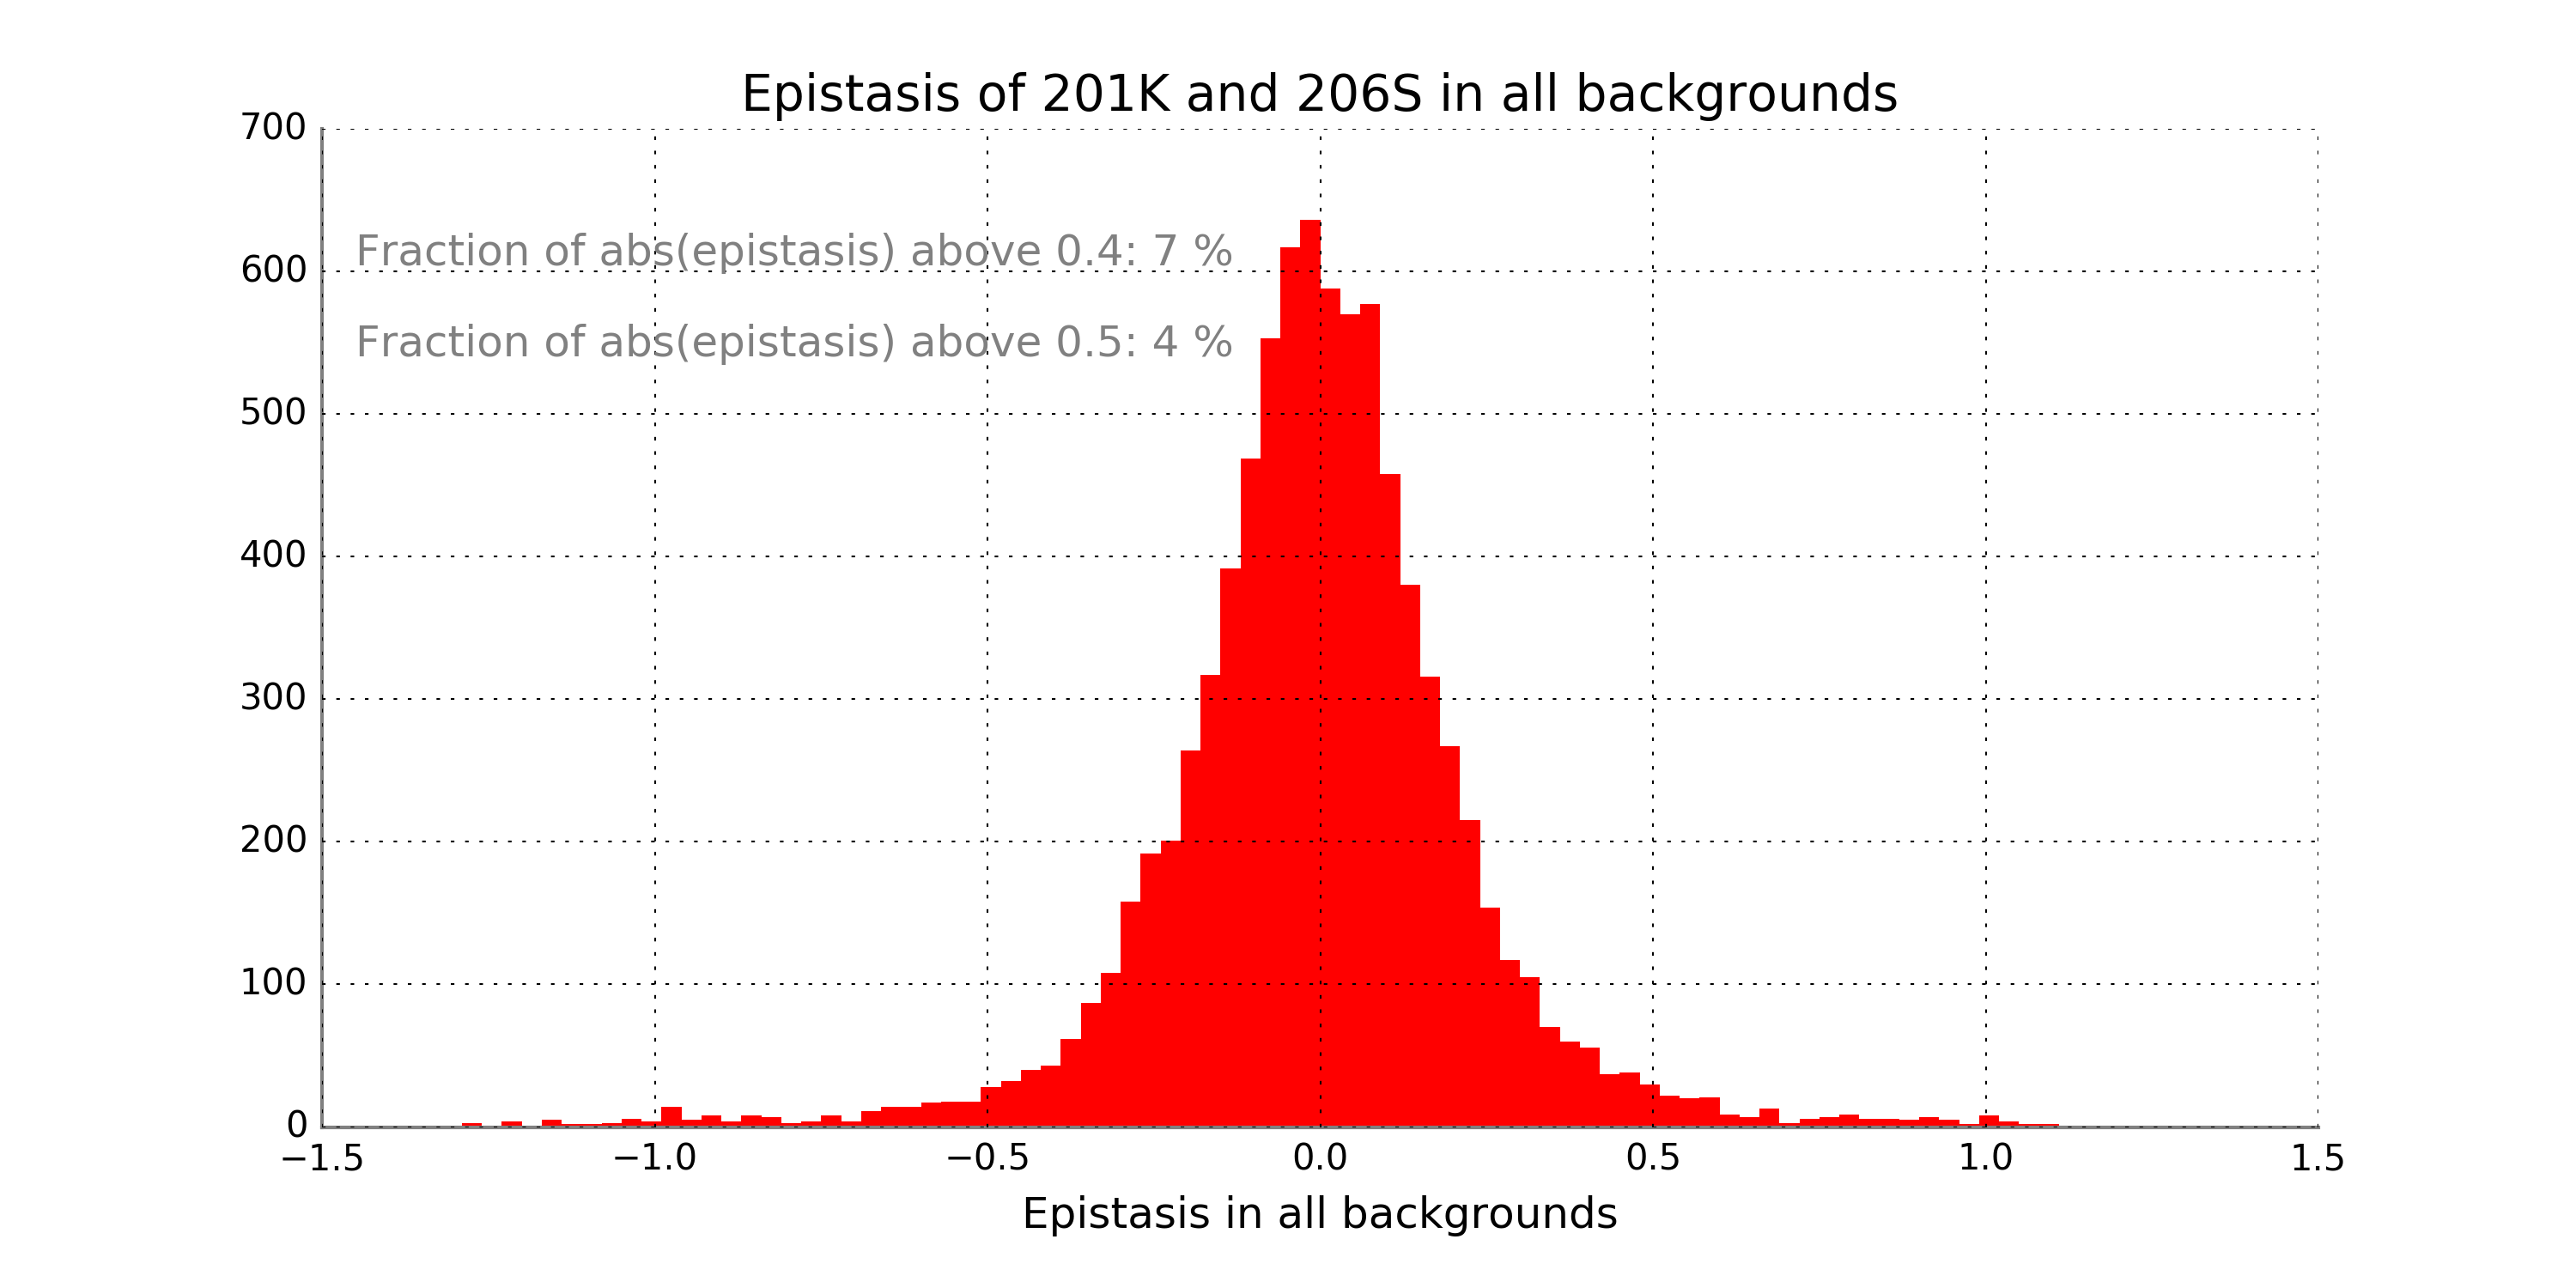 Epistasis of 201K and 206S in all backgrounds
700
600
500
400
300
200
100
0
Fraction of abs(epistasis) above 0.4: 7 %
Fraction of abs(epistasis) above 0.5: 4 %
−1.5 −1.0 −0.5 0.0 0.5 1.0 1.5
Epistasis in all backgrounds